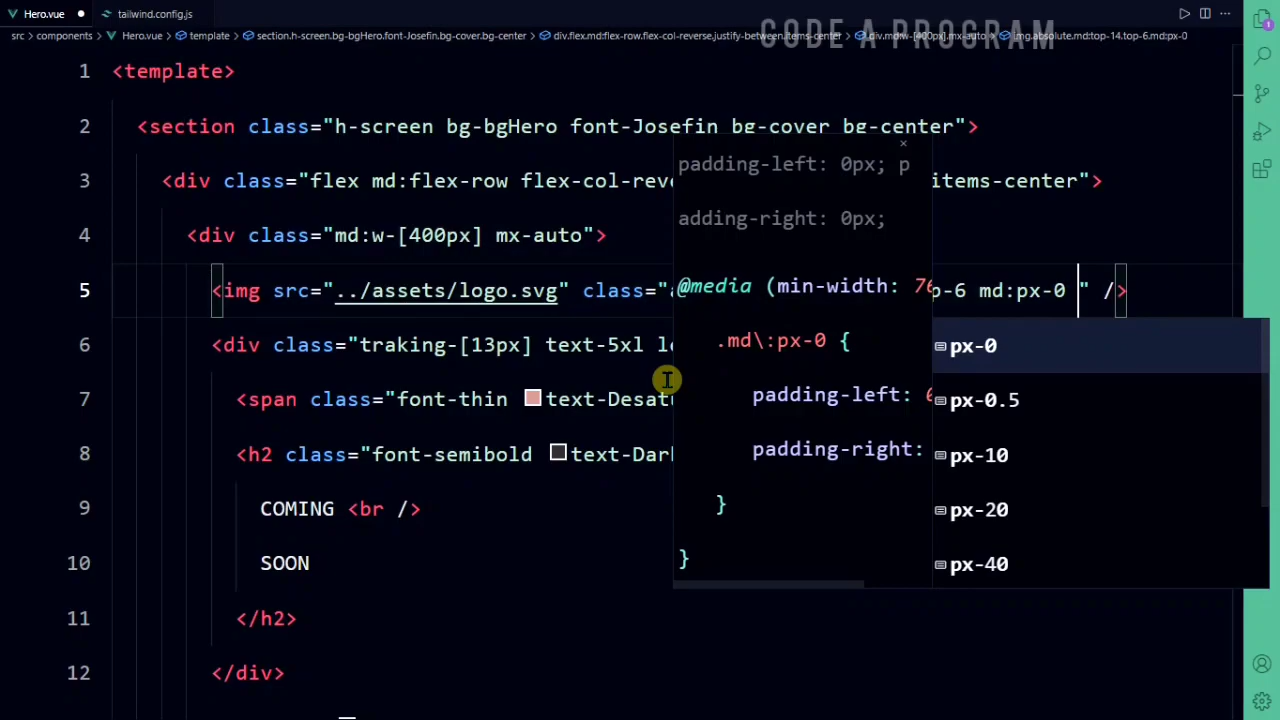 Hero.vue
tailwind.config.js
CODE A PROGRAM
src > components > Hero.vue > template > section.h-screen.bg-bgHero.font-Josefin.bg-cover.bg-center > div.flex.md:flex-row.flex-col-reverse.justify-between.items-center > div.md:w-[400px].mx-auto > img.absolute.md:top-14.top-6.md:px-0
1 <template>
2 <section class="h-screen bg-bgHero font-Josefin bg-cover bg-center">
3 <div class="flex md:flex-row flex-col-reve items-center">
4 <div class="md:w-[400px] mx-auto">
5 <img src="../assets/logo.svg" class="a p-6 md:px-0 " />
6 <div class="traking-[13px] text-5xl le
7 <span class="font-thin text-Desatu
8 <h2 class="font-semibold text-Dark
9 COMING <br />
10 SOON
11 </h2>
12 </div>
padding-left: 0px; p
adding-right: 0px;
@media (min-width: 76
.md\:px-0 {
padding-left: 0
padding-right:
}
}
px-0
px-0.5
px-10
px-20
px-40
1